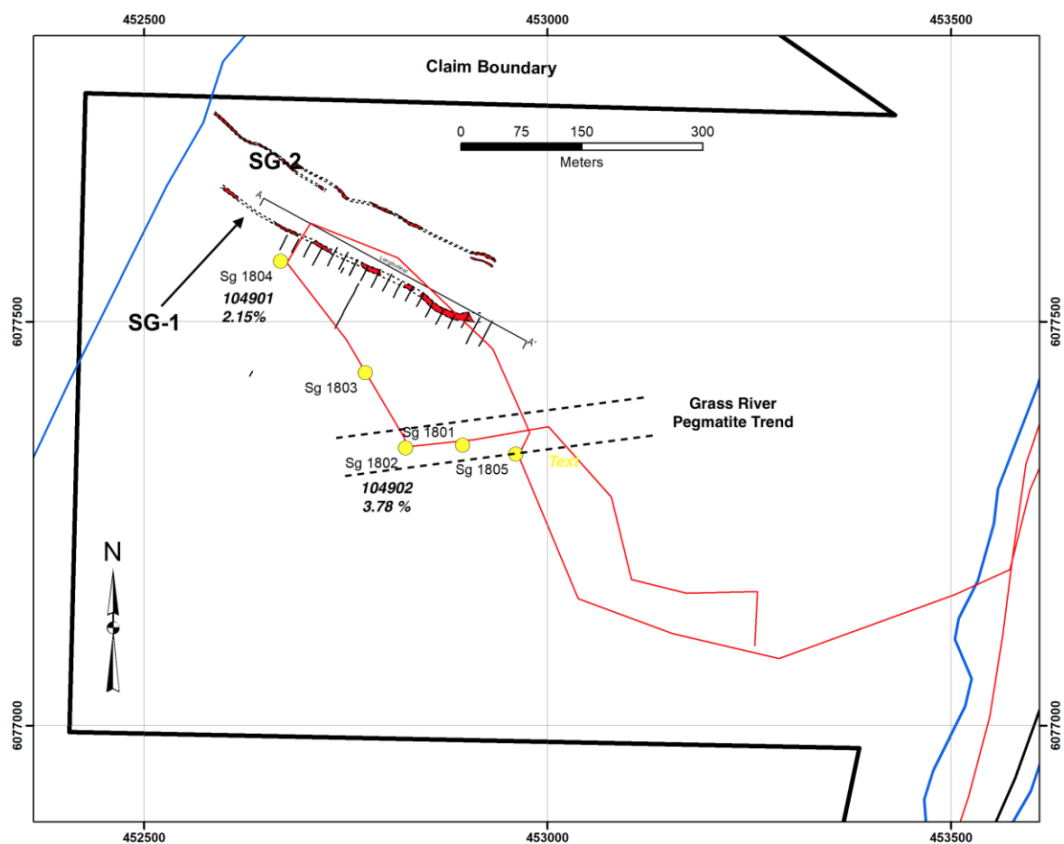 452500
453000
453500
Claim Boundary
0
75
150
300
Meters
SG-2
A
Longitudinal
Sg 1804
104901
2.15%
SG-1
6077500
6077500
A'
Sg 1803
Grass River
Pegmatite Trend
Sg 1801
Sg 1802
Sg 1805
Text
104902
3.78 %
N
6077000
6077000
452500
453000
453500